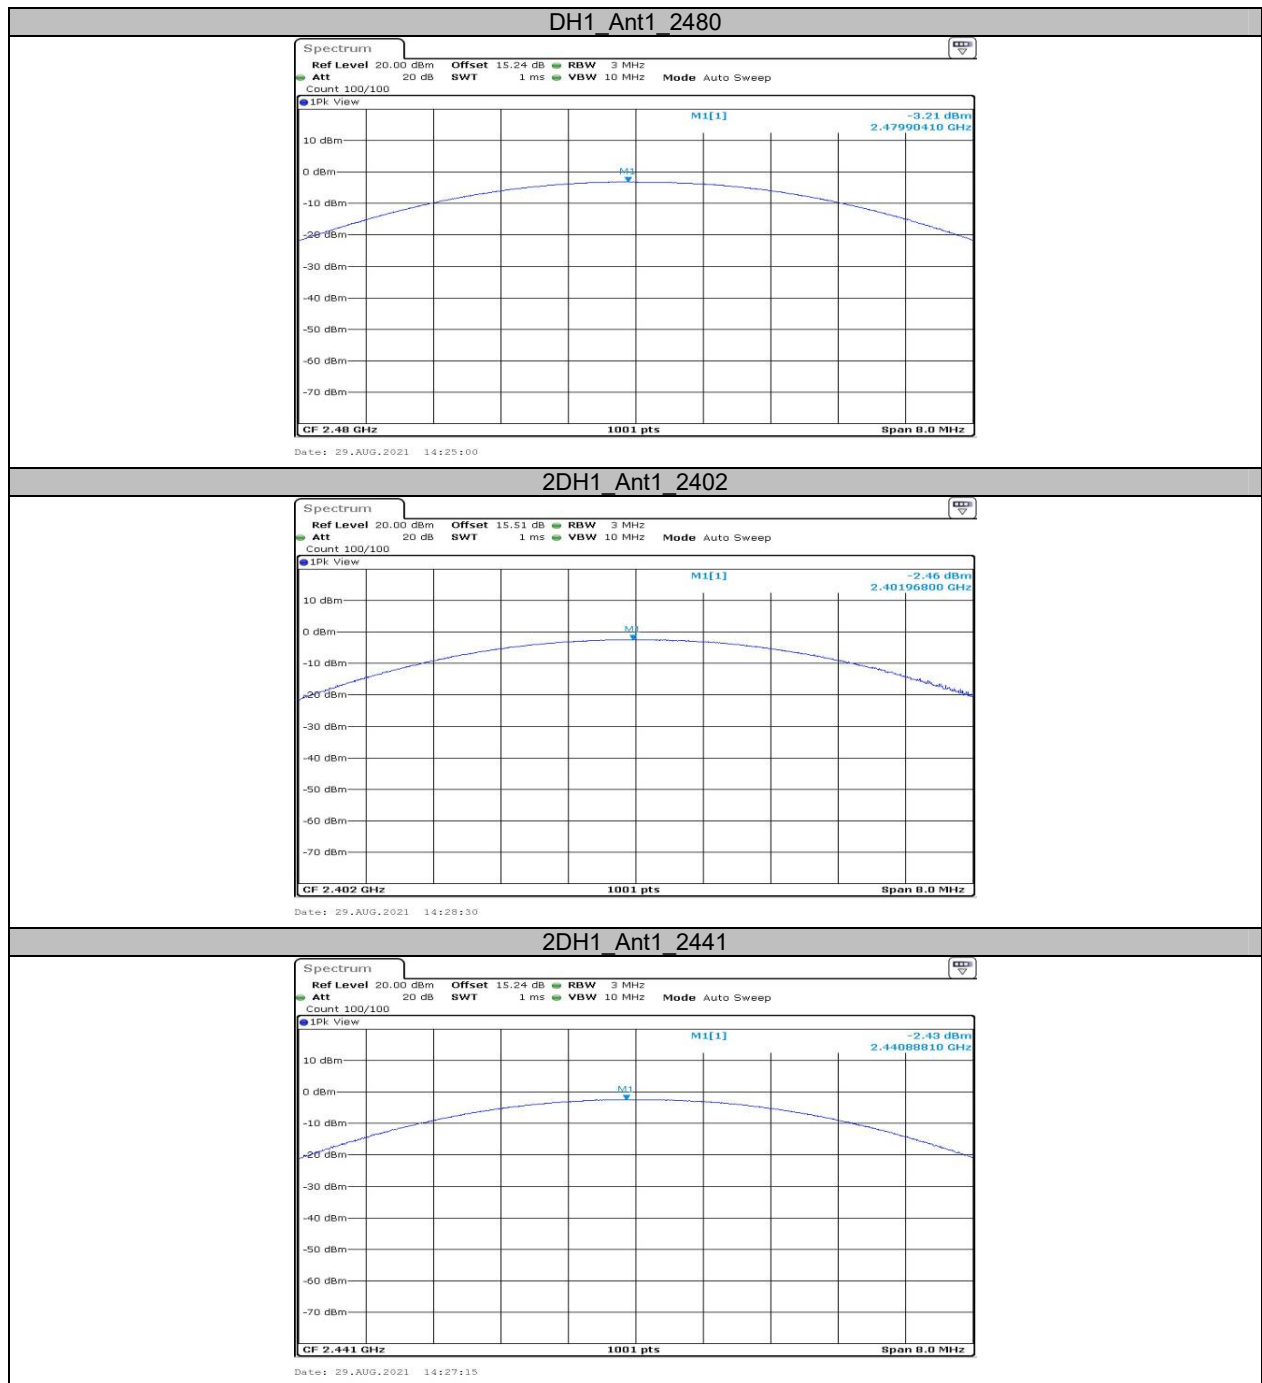 DH1_Ant1_2480
Spectrum
Ref Level 20.00 dBm Offset 15.24 dB RBW 3 MHz
Att 20 dB SWT 1 ms VBW 10 MHz Mode Auto Sweep
Count 100/100
1Pk View
M1[1] -3.21 dBm
2.47990410 GHz
10 dBm
M1
0 dBm
-10 dBm
-20 dBm
-30 dBm
-40 dBm
-50 dBm
-60 dBm
-70 dBm
CF 2.48 GHz 1001 pts Span 8.0 MHz
Date: 29.AUG.2021 14:25:00
2DH1_Ant1_2402
Spectrum
Ref Level 20.00 dBm Offset 15.51 dB RBW 3 MHz
Att 20 dB SWT 1 ms VBW 10 MHz Mode Auto Sweep
Count 100/100
1Pk View
M1[1] -2.46 dBm
2.40196800 GHz
10 dBm
M1
0 dBm
-10 dBm
-20 dBm
-30 dBm
-40 dBm
-50 dBm
-60 dBm
-70 dBm
CF 2.402 GHz 1001 pts Span 8.0 MHz
Date: 29.AUG.2021 14:28:30
2DH1_Ant1_2441
Spectrum
Ref Level 20.00 dBm Offset 15.24 dB RBW 3 MHz
Att 20 dB SWT 1 ms VBW 10 MHz Mode Auto Sweep
Count 100/100
1Pk View
M1[1] -2.43 dBm
2.44088810 GHz
10 dBm
M1
0 dBm
-10 dBm
-20 dBm
-30 dBm
-40 dBm
-50 dBm
-60 dBm
-70 dBm
CF 2.441 GHz 1001 pts Span 8.0 MHz
Date: 29.AUG.2021 14:27:15